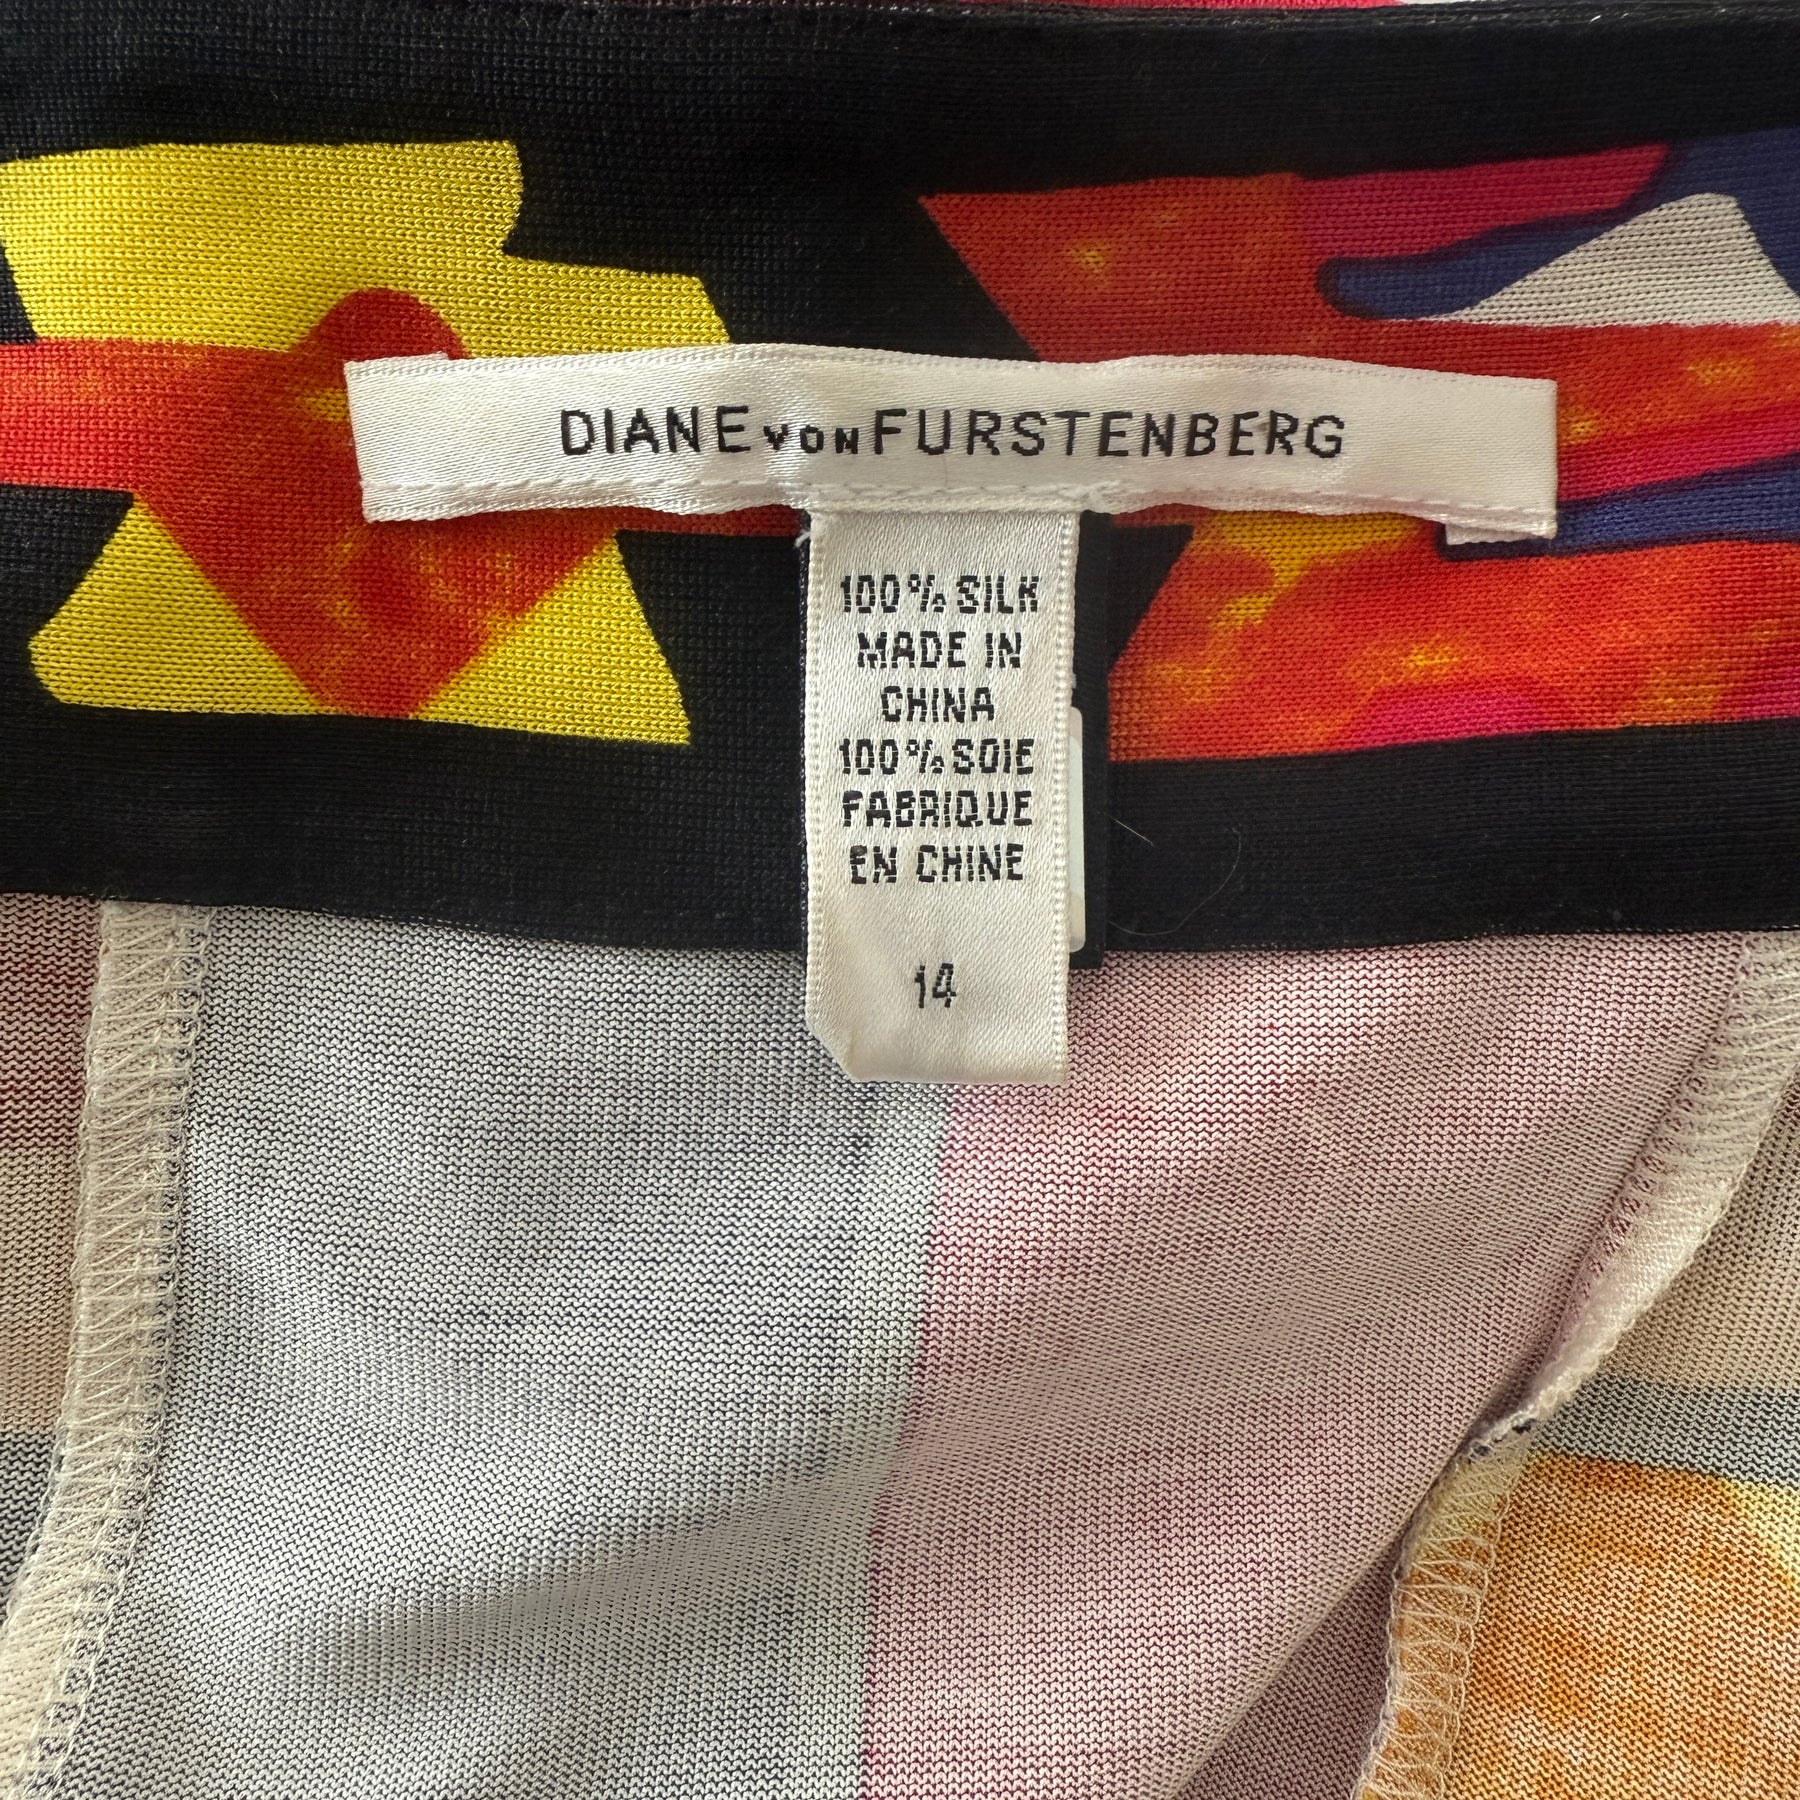 DIANE VON FURSTENBERG
100% SILK
MADE IN
CHINA
100% SOIE
FABRIQUE
EN CHINE
14